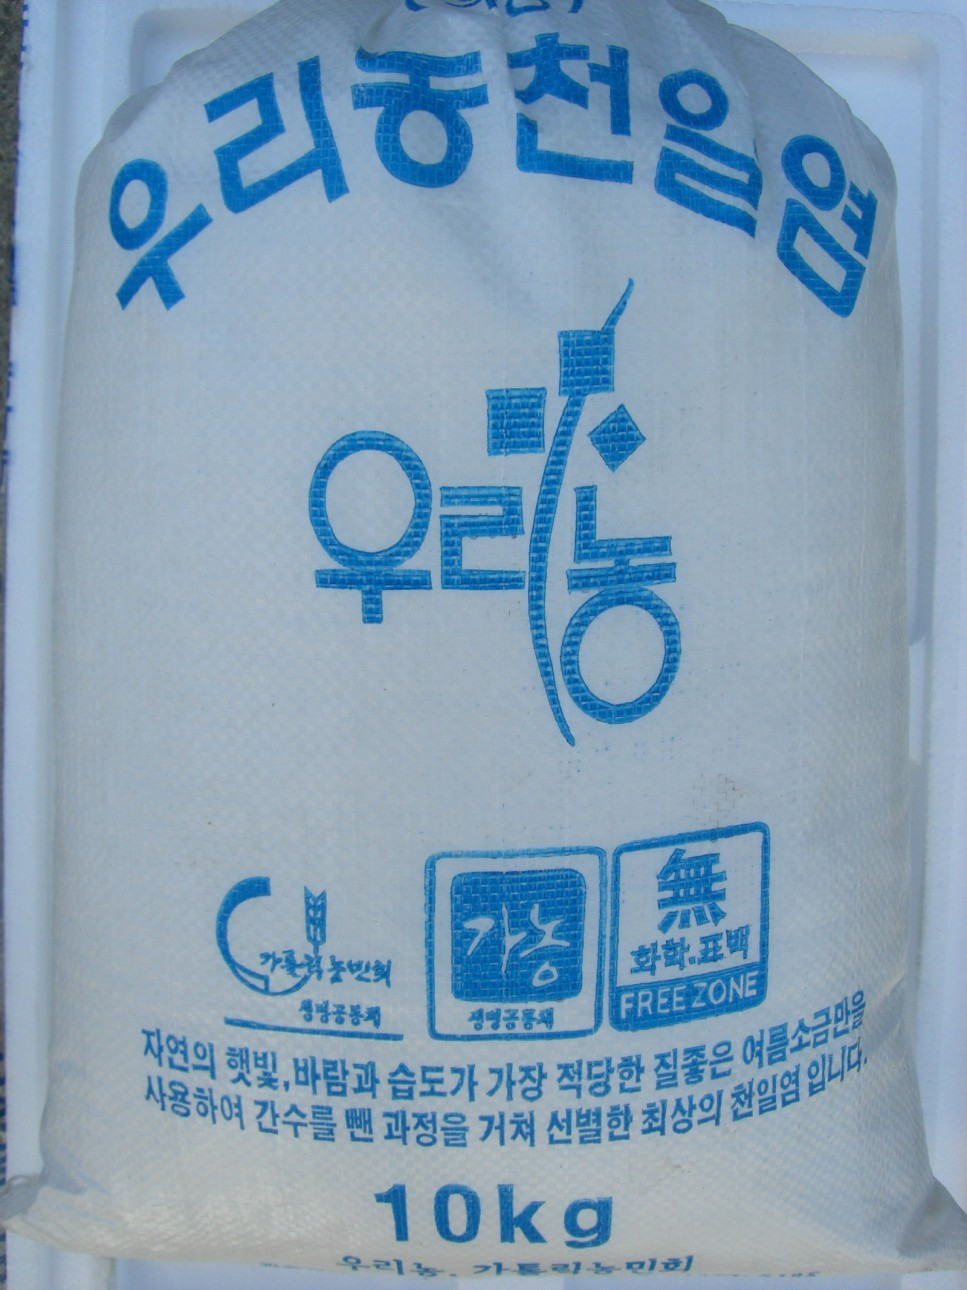 우리농천일염
우리농
가톨릭농민회
생명공동체
가농
생명공동체
無
화학.표백
FREE ZONE
자연의 햇빛,바람과 습도가 가장 적당한 질좋은 여름소금만을
사용하여 간수를 뺀 과정을 거쳐 선별한 최상의 천일염 입니다.
10kg
우리농, 가톨릭농민회